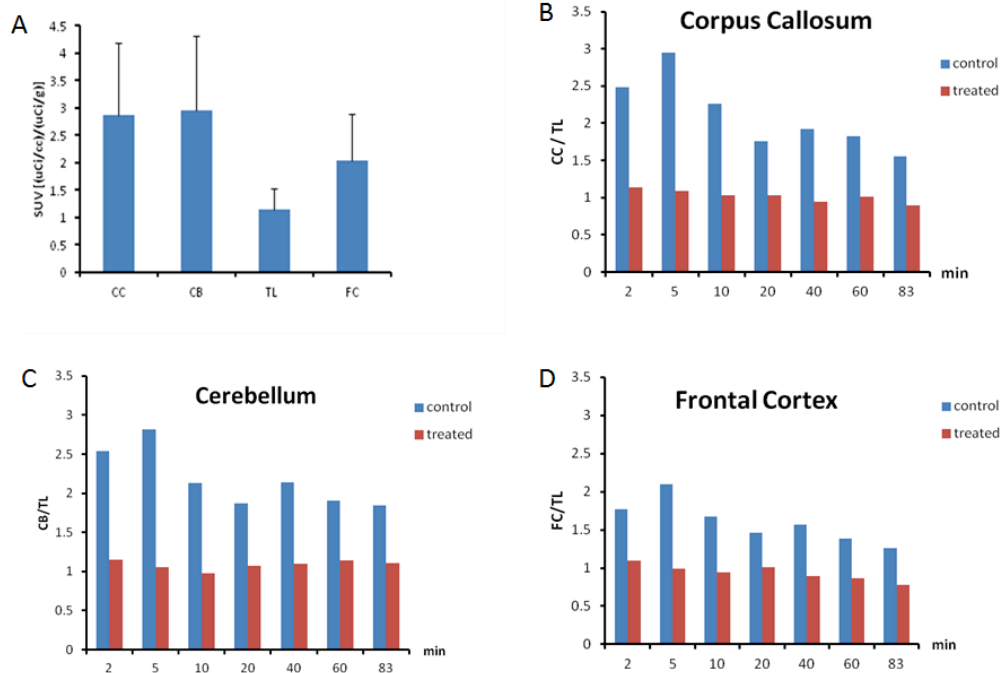 A
SUV [(uCi/cc)/(uCi/g)]
4.5
4
3.5
3
2.5
2
1.5
1
0.5
0
CC CB TL FC
B
Corpus Callosum
CC / TL
3.5
3
2.5
2
1.5
1
0.5
0
control
treated
2 5 10 20 40 60 83
min
C
Cerebellum
CB/TL
3.5
3
2.5
2
1.5
1
0.5
0
control
treated
2 5 10 20 40 60 83
min
D
Frontal Cortex
FC/TL
3.5
3
2.5
2
1.5
1
0.5
0
control
treated
2 5 10 20 40 60 83
min